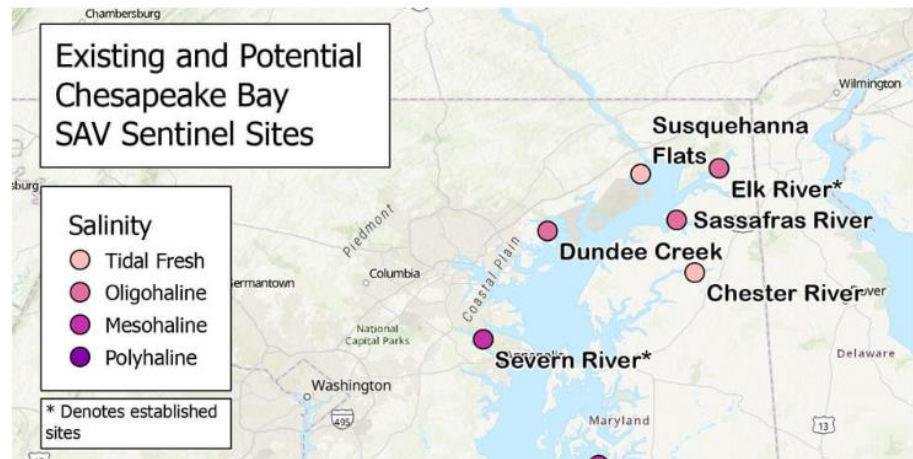 Chambersburg
Existing and Potential
Chesapeake Bay
SAV Sentinel Sites
Wilmington
Susquehanna
Flats
Elk River*
Sassafras River
Dundee Creek
Chester River
Severn River*
Piedmont
Coastal Plain
Columbia
National
Capital Parks
Washington
495
Maryland
Delaware
13
Salinity
Tidal Fresh
Oligohaline
Mesohaline
Polyhaline
* Denotes established
sites